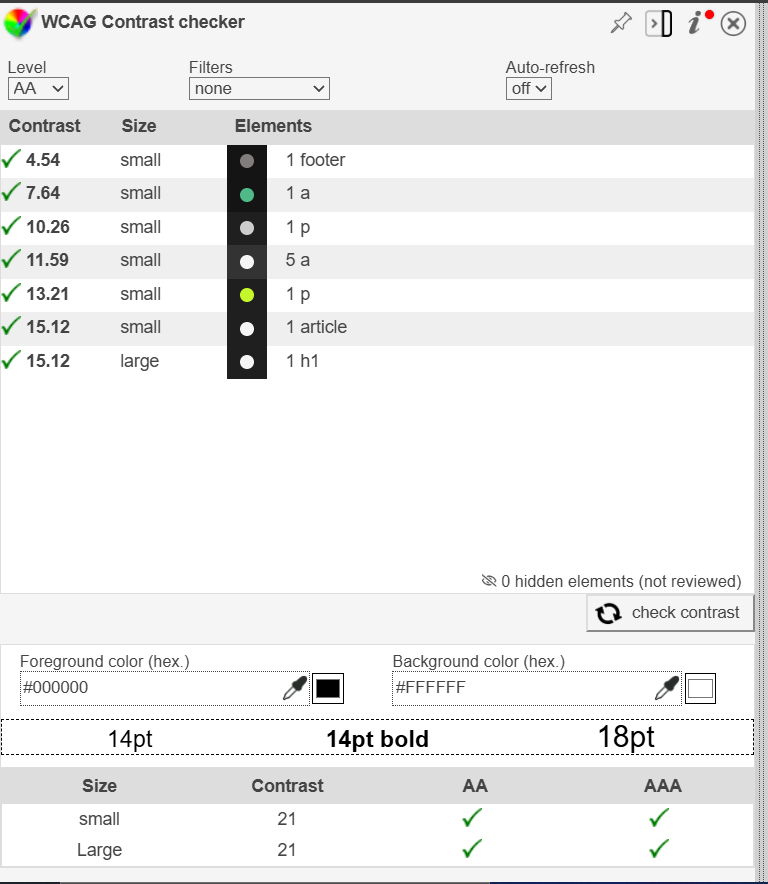 WCAG Contrast checker
Level Filters Auto-refresh
AA none off
Contrast Size Elements
4.54 small 1 footer
7.64 small 1 a
10.26 small 1 p
11.59 small 5 a
13.21 small 1 p
15.12 small 1 article
15.12 large 1 h1
0 hidden elements (not reviewed)
check contrast
Foreground color (hex.) Background color (hex.)
#000000 #FFFFFF
14pt 14pt bold 18pt
Size Contrast AA AAA
small 21
Large 21